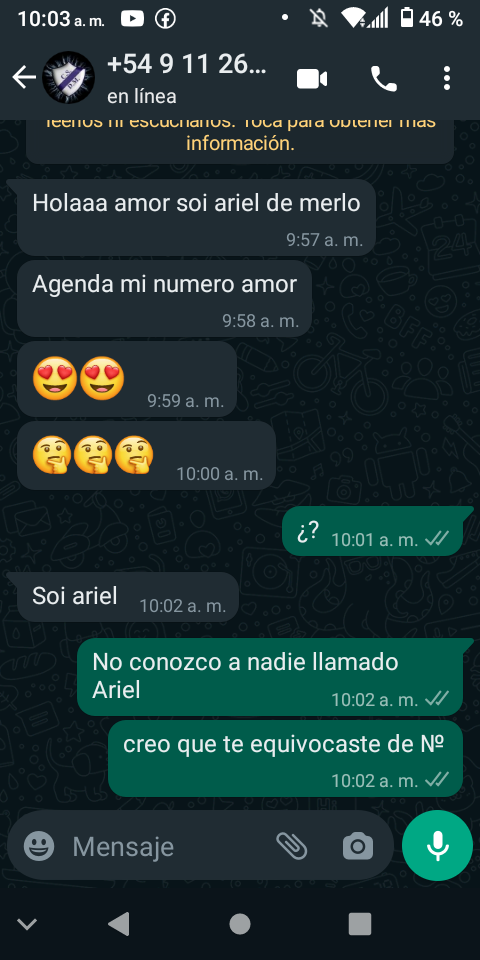 10:03 a. m.
46 %
+54 9 11 26...
en línea
leerlos ni escucharlos. Toca para obtener más
información.
Holaaa amor soi ariel de merlo
9:57 a. m.
Agenda mi numero amor
9:58 a. m.
😍😍 9:59 a. m.
🤔🤔🤔 10:00 a. m.
¿? 10:01 a. m.
Soi ariel 10:02 a. m.
No conozco a nadie llamado
Ariel 10:02 a. m.
creo que te equivocaste de Nº
10:02 a. m.
Mensaje